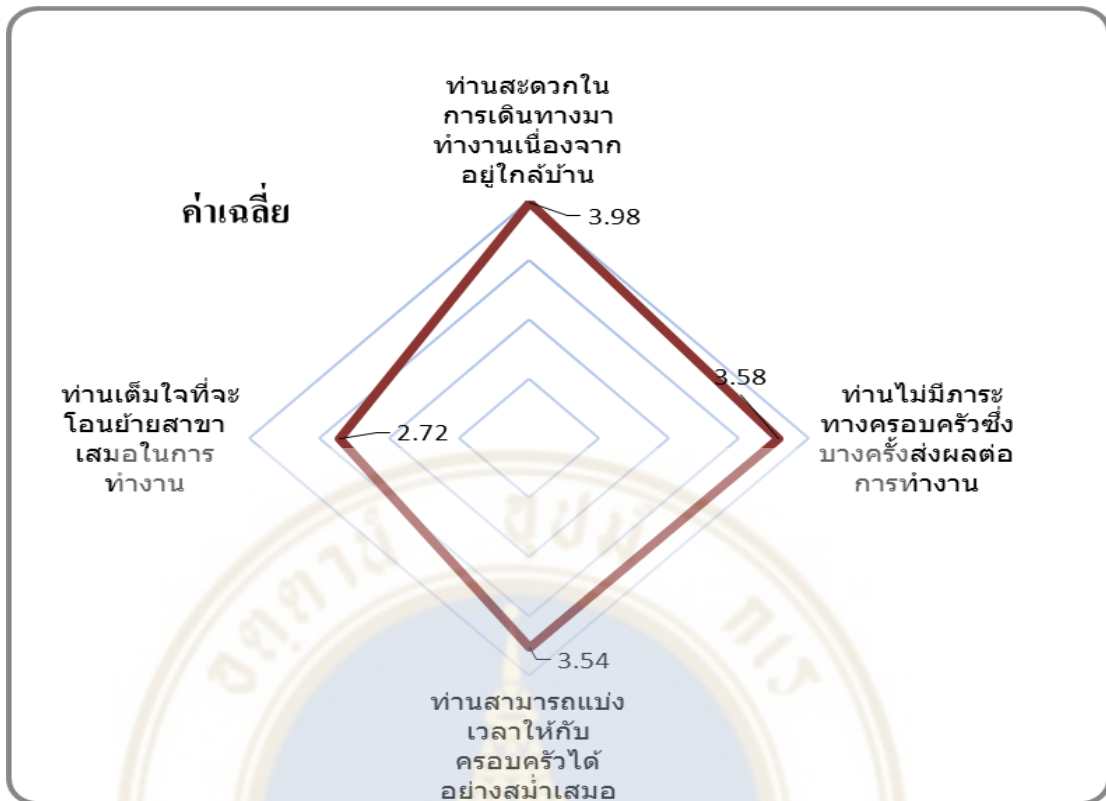 ท่านสะดวกใน
การเดินทางมา
ทำงานเนื่องจาก
อยู่ใกล้บ้าน
ค่าเฉลี่ย
3.98
3.58
ท่านเต็มใจที่จะ
โอนย้ายสาขา
เสมอในการ
ทำงาน
2.72
ท่านไม่มีภาระ
ทางครอบครัวซึ่ง
บางครั้งส่งผลต่อ
การทำงาน
3.54
ท่านสามารถแบ่ง
เวลาให้กับ
ครอบครัวได้
อย่างสม่ำเสมอ